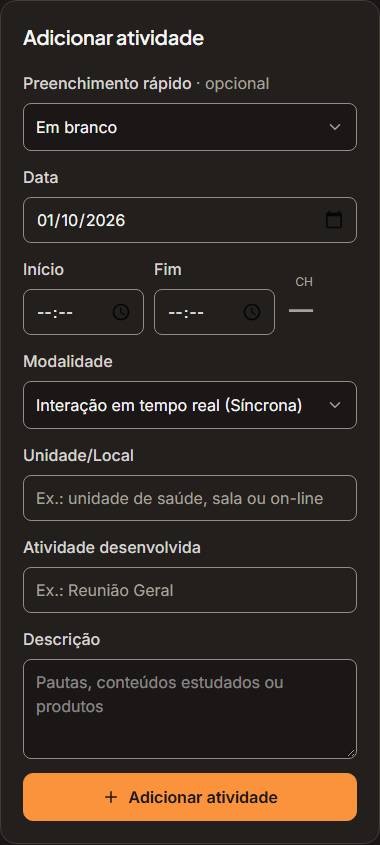 Adicionar atividade
Preenchimento rápido · opcional
Em branco
Data
01/10/2026
Início Fim CH
--:-- --:-- —
Modalidade
Interação em tempo real (Síncrona)
Unidade/Local
Ex.: unidade de saúde, sala ou on-line
Atividade desenvolvida
Ex.: Reunião Geral
Descrição
Pautas, conteúdos estudados ou
produtos
+ Adicionar atividade